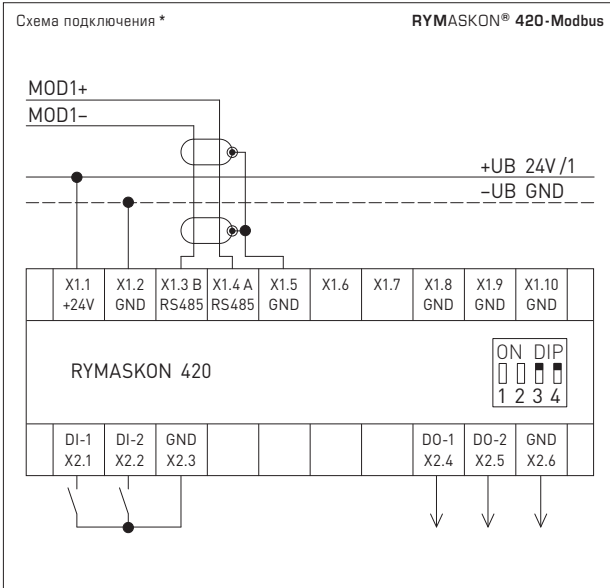 Схема подключения *
RYMASKON® 420-Modbus
MOD1+
MOD1–
+UB 24V/1
–UB GND
X1.1 X1.2 X1.3 B X1.4 A X1.5 X1.6 X1.7 X1.8 X1.9 X1.10
+24V GND RS485 RS485 GND GND GND GND
RYMASKON 420
ON DIP
1 2 3 4
DI-1 DI-2 GND DO-1 DO-2 GND
X2.1 X2.2 X2.3 X2.4 X2.5 X2.6